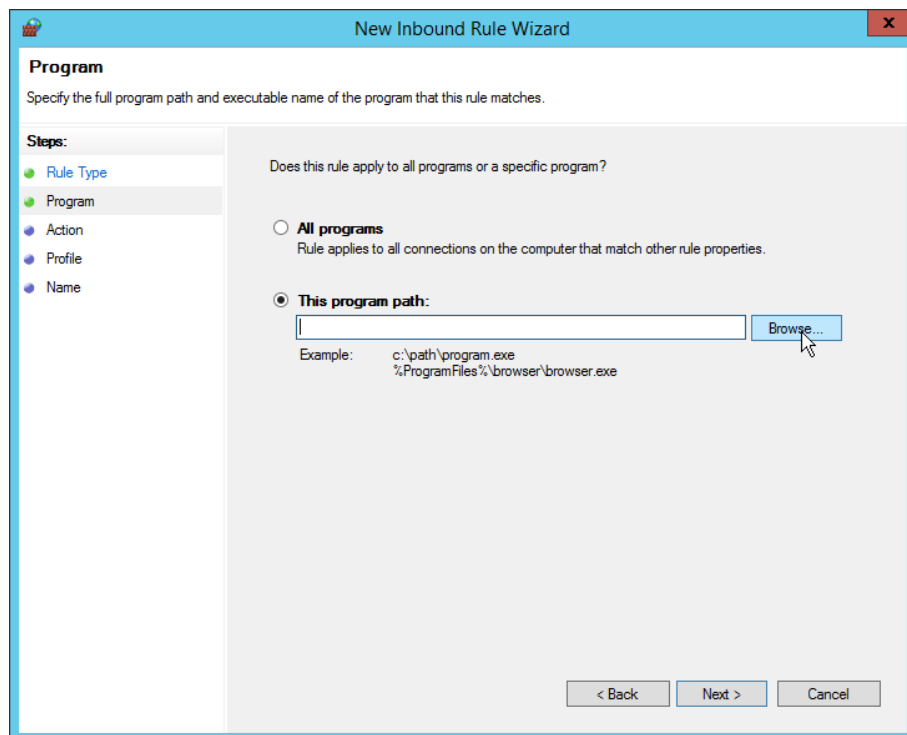 New Inbound Rule Wizard
x
Program
Specify the full program path and executable name of the program that this rule matches.
Steps:
Rule Type
Program
Action
Profile
Name
Does this rule apply to all programs or a specific program?
All programs
Rule applies to all connections on the computer that match other rule properties.
This program path:
Browse...
Example: c:\path\program.exe
%ProgramFiles%\browser\browser.exe
< Back Next > Cancel